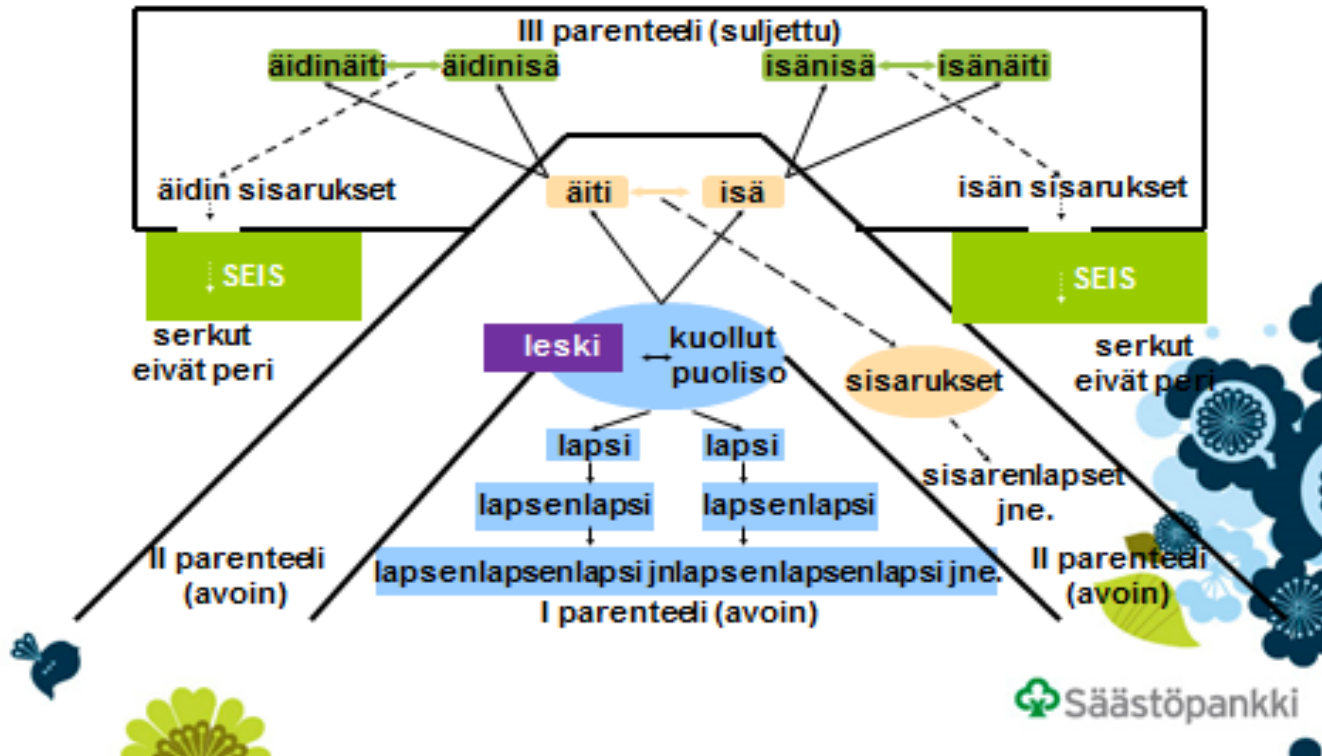 III parenteeli (suljettu)
äidinäiti äidinisä isänisä isänäiti
äidin sisarukset äiti isä isän sisarukset
SEIS SEIS
serkut
eivät peri
leski
kuollut
puoliso
sisarukset
serkut
eivät peri
lapsi lapsi
lapsenlapsi lapsenlapsi
sisarenlapset
jne.
II parenteeli
(avoin)
lapsenlapsenlapsi jnlapsenlapsenlapsi jne.
II parenteeli
(avoin)
I parenteeli (avoin)
Säästöpankki